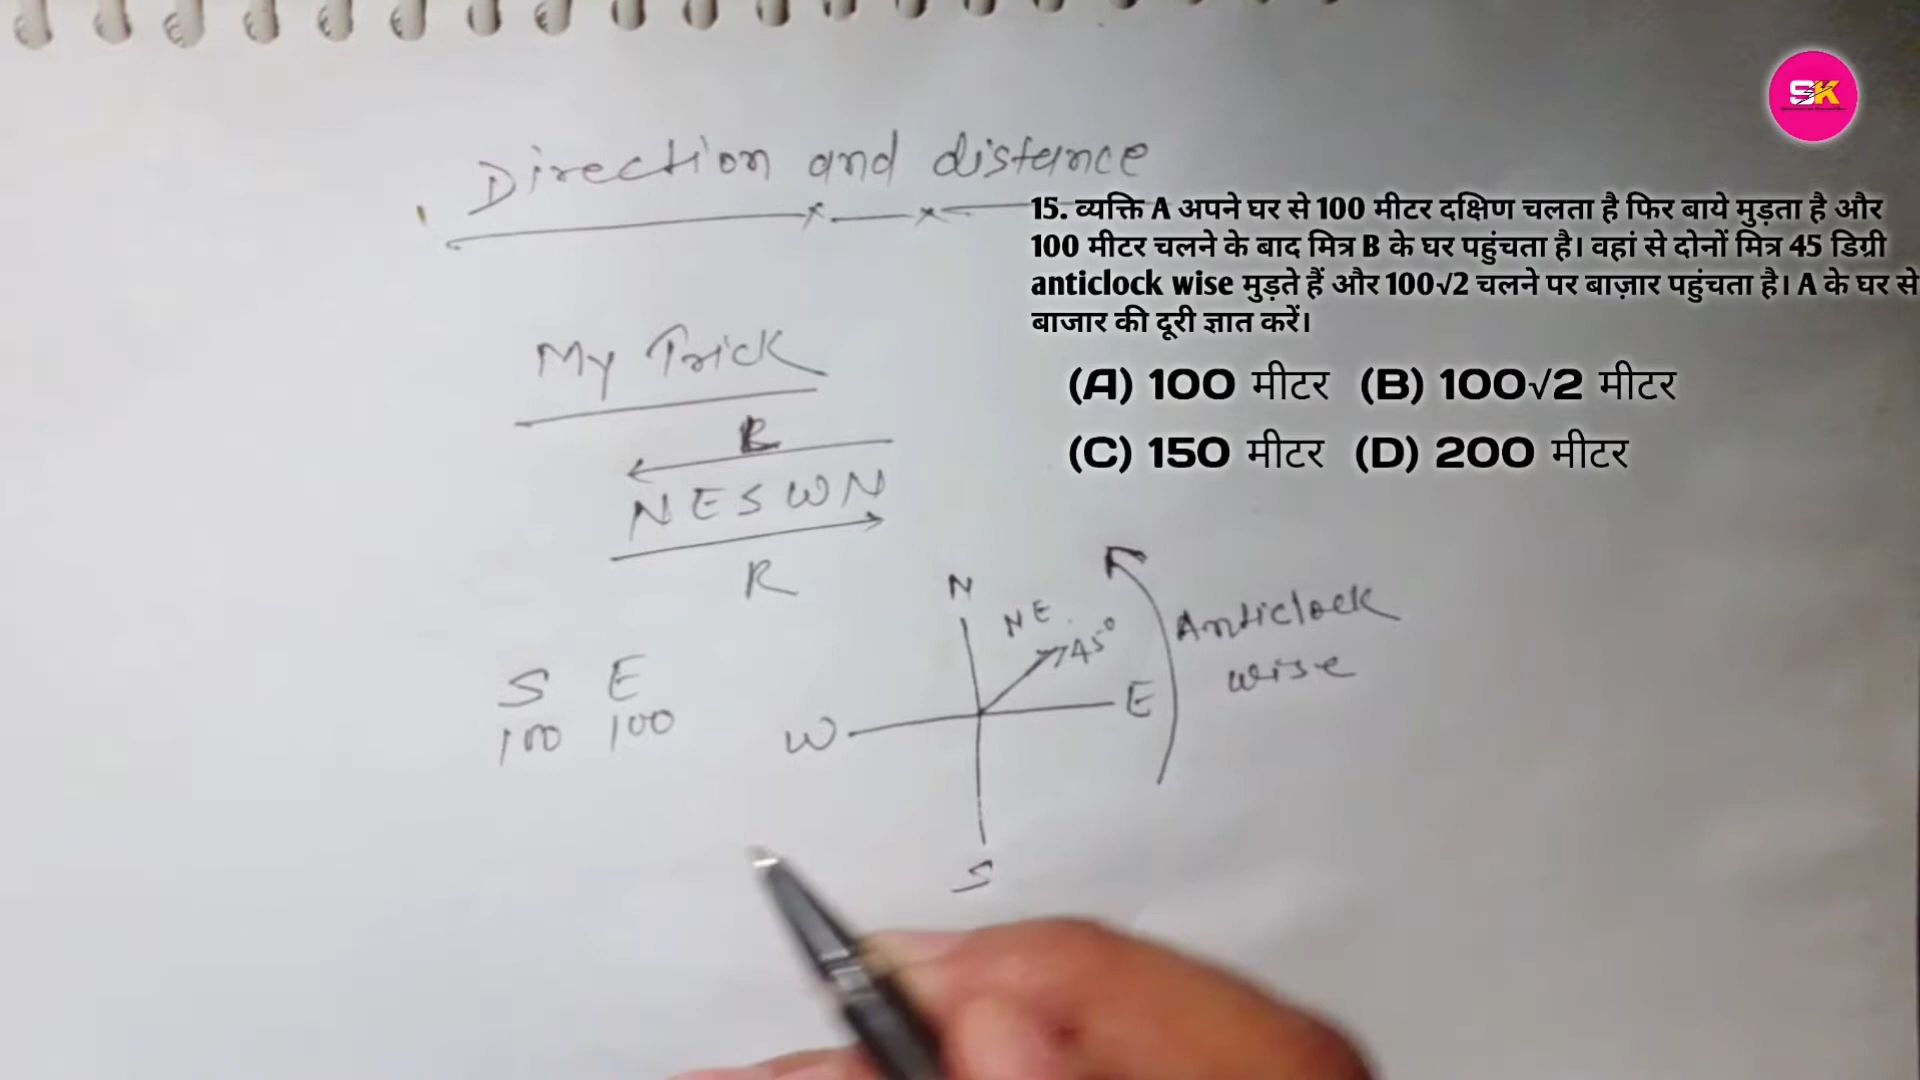 SK
Direction and distance
15. व्यक्ति A अपने घर से 100 मीटर दक्षिण चलता है फिर बाये मुड़ता है और
100 मीटर चलने के बाद मित्र B के घर पहुंचता है। वहां से दोनों मित्र 45 डिग्री
anticlock wise मुड़ते हैं और 100√2 चलने पर बाज़ार पहुंचता है। A के घर से
बाजार की दूरी ज्ञात करें।
(A) 100 मीटर (B) 100√2 मीटर
(C) 150 मीटर (D) 200 मीटर
My Trick
NESWN
R
N
NE
45°
Anticlock
wise
S E
100 100
W
E
S